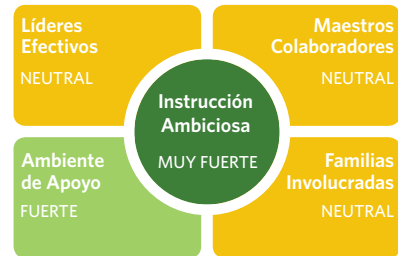 Líderes
Efectivos
NEUTRAL
Maestros
Colaboradores
NEUTRAL
Instrucción
Ambiciosa
MUY FUERTE
Ambiente
de Apoyo
FUERTE
Familias
Involucradas
NEUTRAL